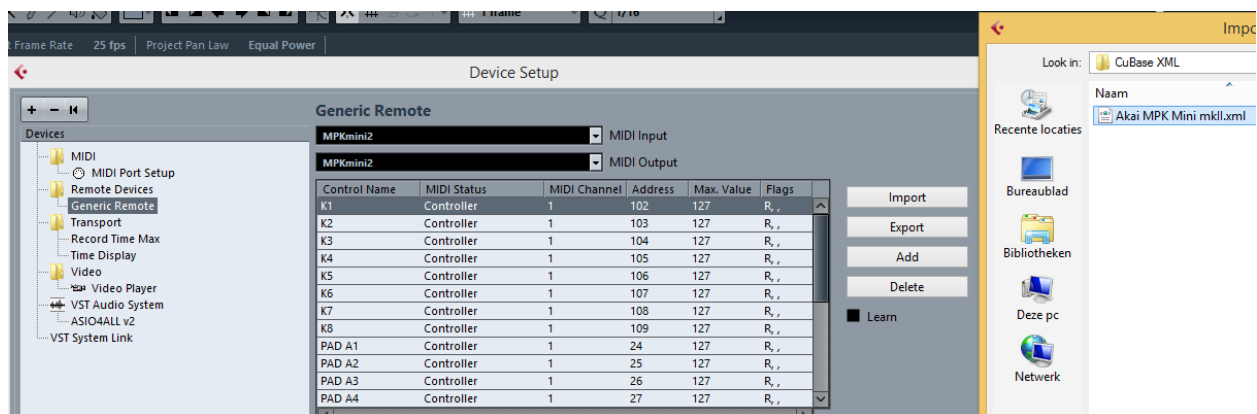 1 Frame
Q 1/16
t Frame Rate 25 fps Project Pan Law Equal Power
Device Setup
Devices
MIDI
MIDI Port Setup
Remote Devices
Generic Remote
Transport
Record Time Max
Time Display
Video
Video Player
VST Audio System
ASIO4ALL v2
VST System Link
Generic Remote
MPKmini2 MIDI Input
MPKmini2 MIDI Output
Control Name MIDI Status MIDI Channel Address Max. Value Flags
K1 Controller 1 102 127 R, ,
K2 Controller 1 103 127 R, ,
K3 Controller 1 104 127 R, ,
K4 Controller 1 105 127 R, ,
K5 Controller 1 106 127 R, ,
K6 Controller 1 107 127 R, ,
K7 Controller 1 108 127 R, ,
K8 Controller 1 109 127 R, ,
PAD A1 Controller 1 24 127 R, ,
PAD A2 Controller 1 25 127 R, ,
PAD A3 Controller 1 26 127 R, ,
PAD A4 Controller 1 27 127 R, ,
Import
Export
Add
Delete
Learn
Impo
Look in: CuBase XML
Recente locaties
Bureaublad
Bibliotheken
Deze pc
Netwerk
Naam
Akai MPK Mini mkII.xml